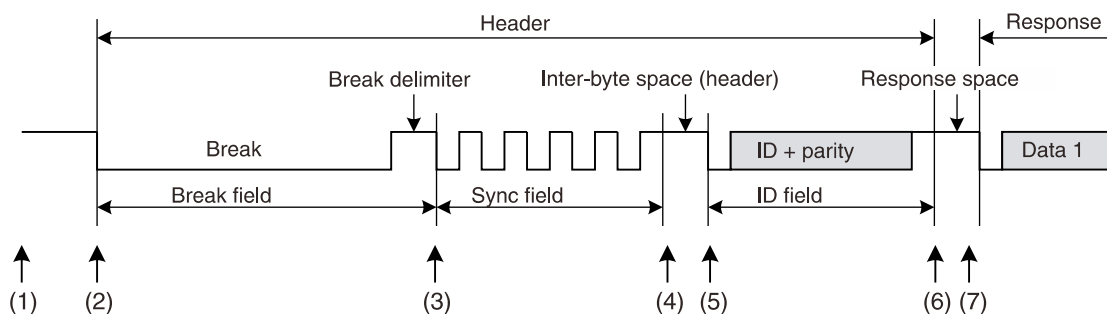 Header
Response
Break delimiter
Inter-byte space (header)
Response space
Break
ID + parity
Data 1
Break field
Sync field
ID field
(1)
(2)
(3)
(4)
(5)
(6)
(7)